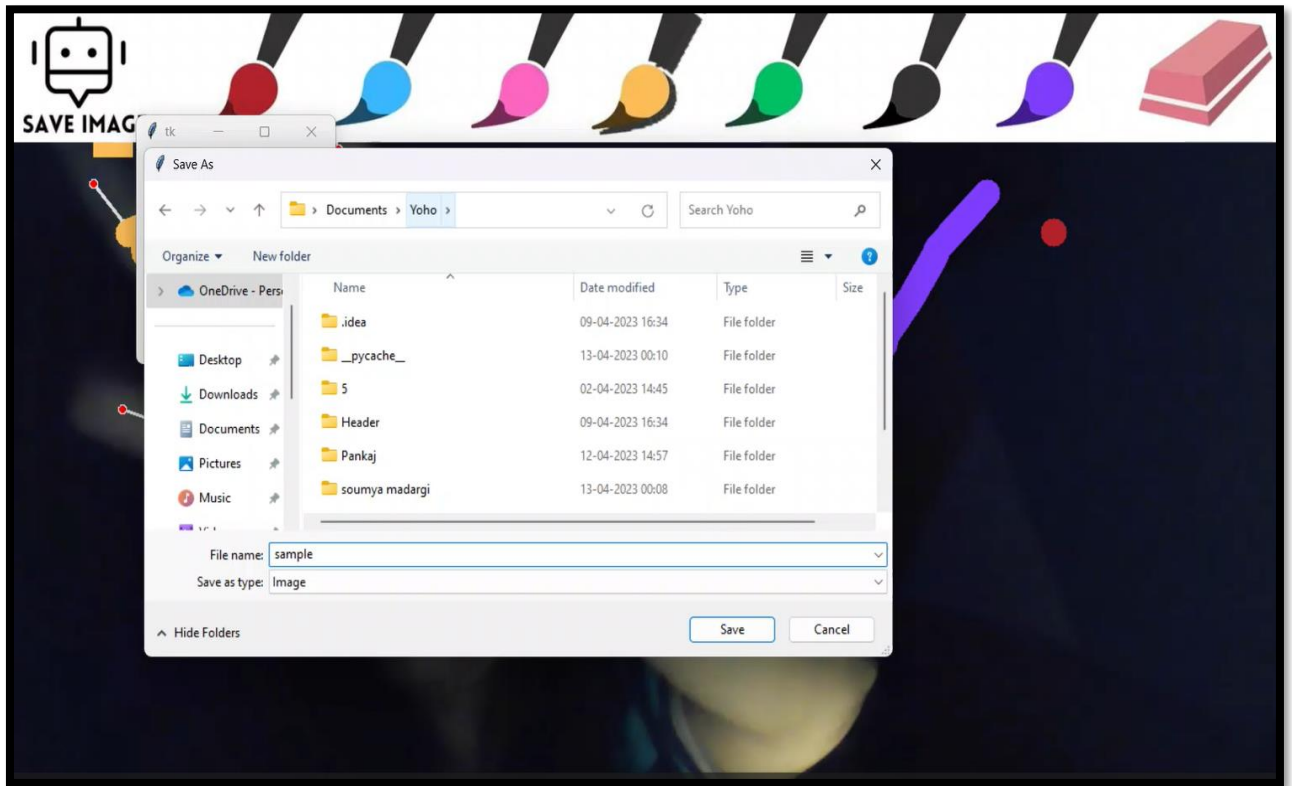 SAVE IMAG
tk
Save As
Documents Yoho
Search Yoho
Organize New folder
OneDrive - Pers
Name Date modified Type Size
.idea 09-04-2023 16:34 File folder
__pycache__ 13-04-2023 00:10 File folder
5 02-04-2023 14:45 File folder
Header 09-04-2023 16:34 File folder
Pankaj 12-04-2023 14:57 File folder
soumya madargi 13-04-2023 00:08 File folder
Desktop
Downloads
Documents
Pictures
Music
File name: sample
Save as type: Image
Hide Folders
Save Cancel